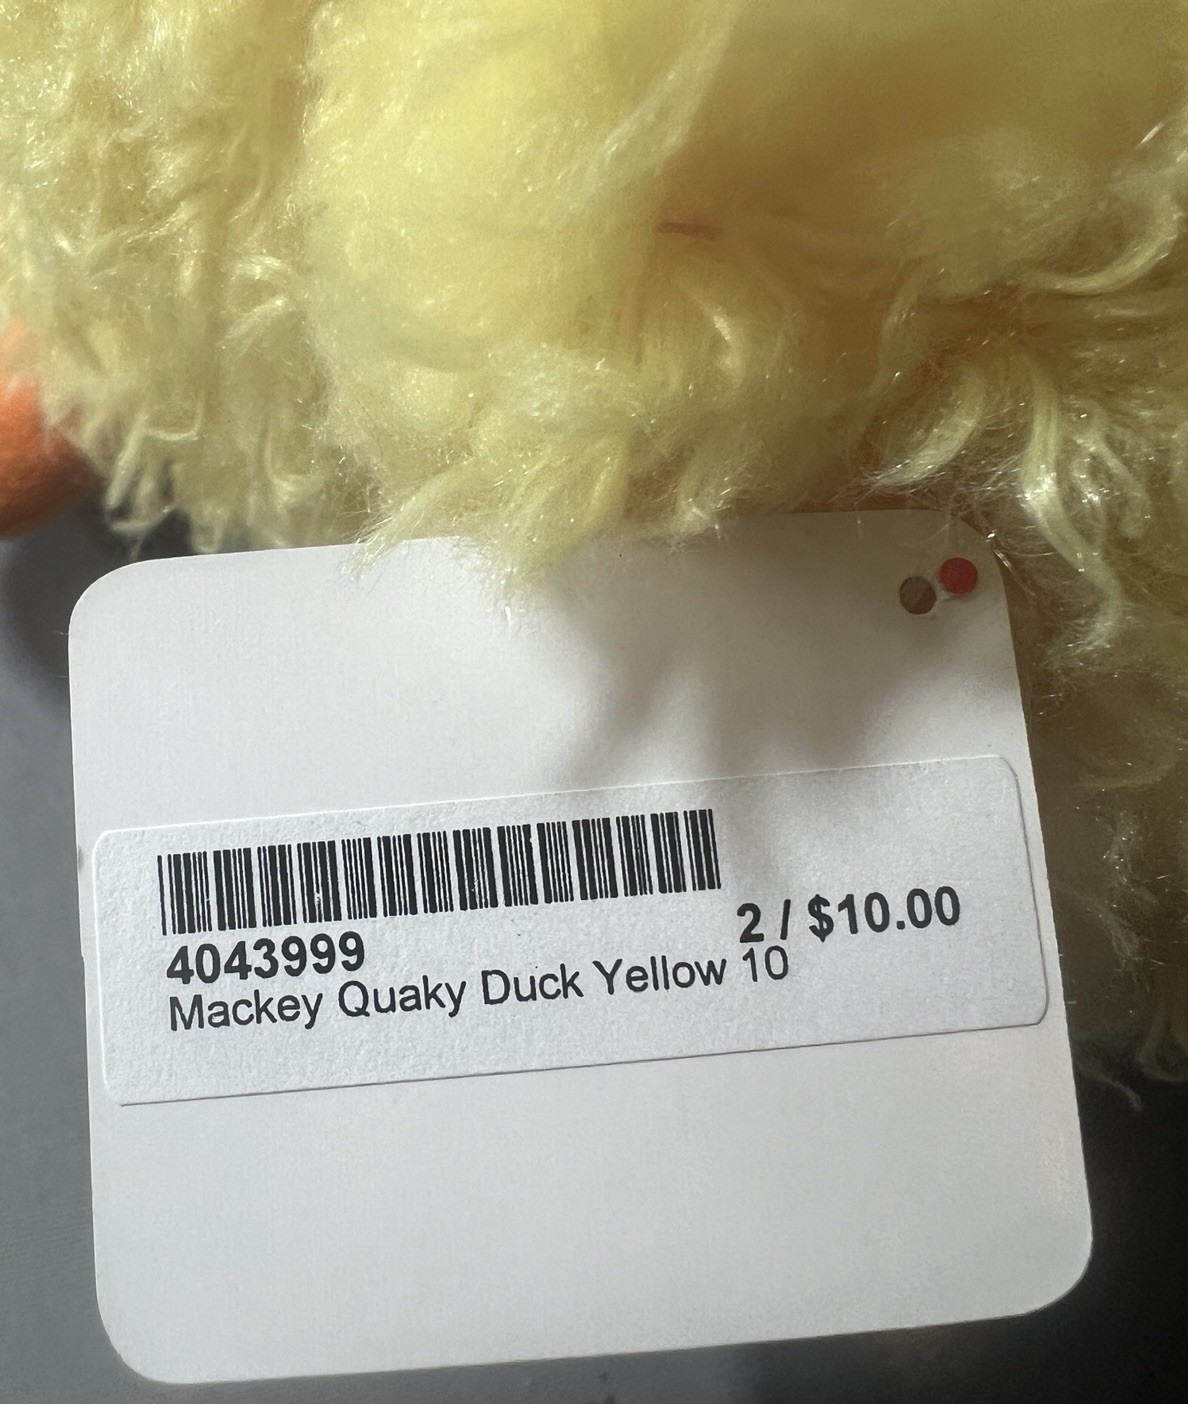 4043999
2 / $10.00
Mackey Quaky Duck Yellow 10